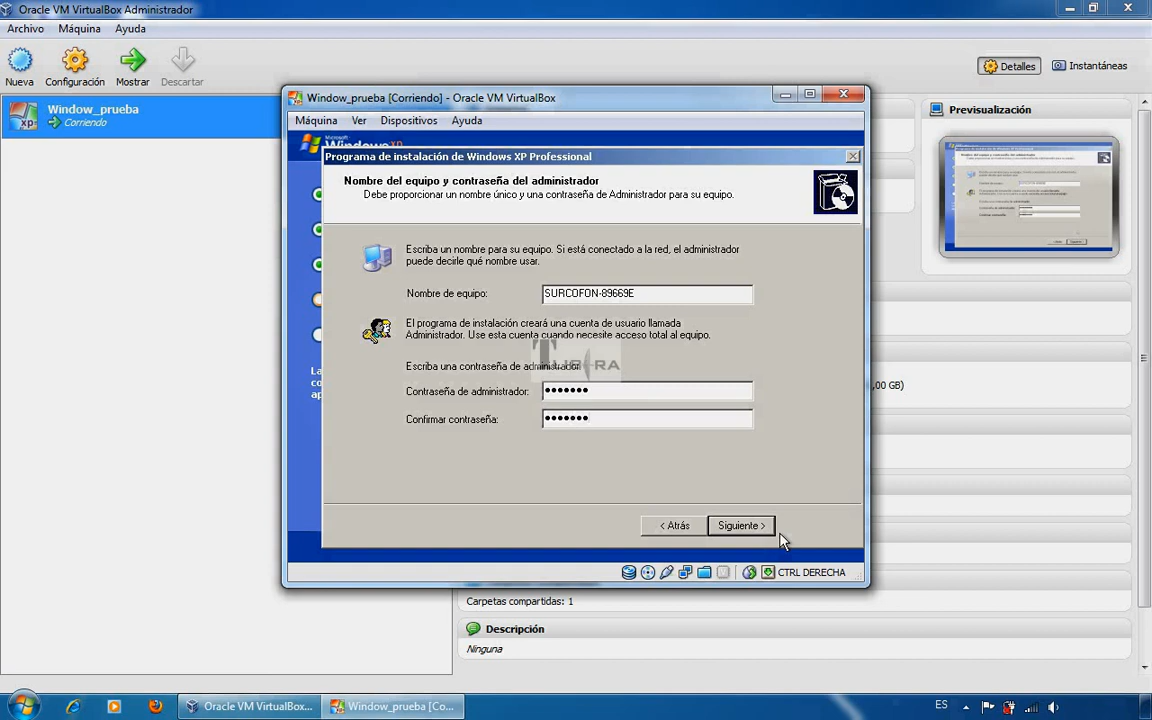 Oracle VM VirtualBox Administrador
Archivo Máquina Ayuda
Nueva Configuración Mostrar Descartar
Detalles Instantáneas
Window_prueba
Corriendo
Previsualización
Window_prueba [Corriendo] - Oracle VM VirtualBox
Máquina Ver Dispositivos Ayuda
Microsoft
Programa de instalación de Windows XP Professional
Nombre del equipo y contraseña del administrador
Debe proporcionar un nombre único y una contraseña de Administrador para su equipo.
Escriba un nombre para su equipo. Si está conectado a la red, el administrador
puede decirle qué nombre usar.
Nombre de equipo: SURCOFON-89669E
El programa de instalación creará una cuenta de usuario llamada
Administrador. Use esta cuenta cuando necesite acceso total al equipo.
Escriba una contraseña de administrador.
Contraseña de administrador: •••••••
Confirmar contraseña: •••••••
< Atrás Siguiente >
,00 GB)
CTRL DERECHA
Carpetas compartidas: 1
Descripción
Ninguna
Oracle VM VirtualBox... Window_prueba [Co... ES